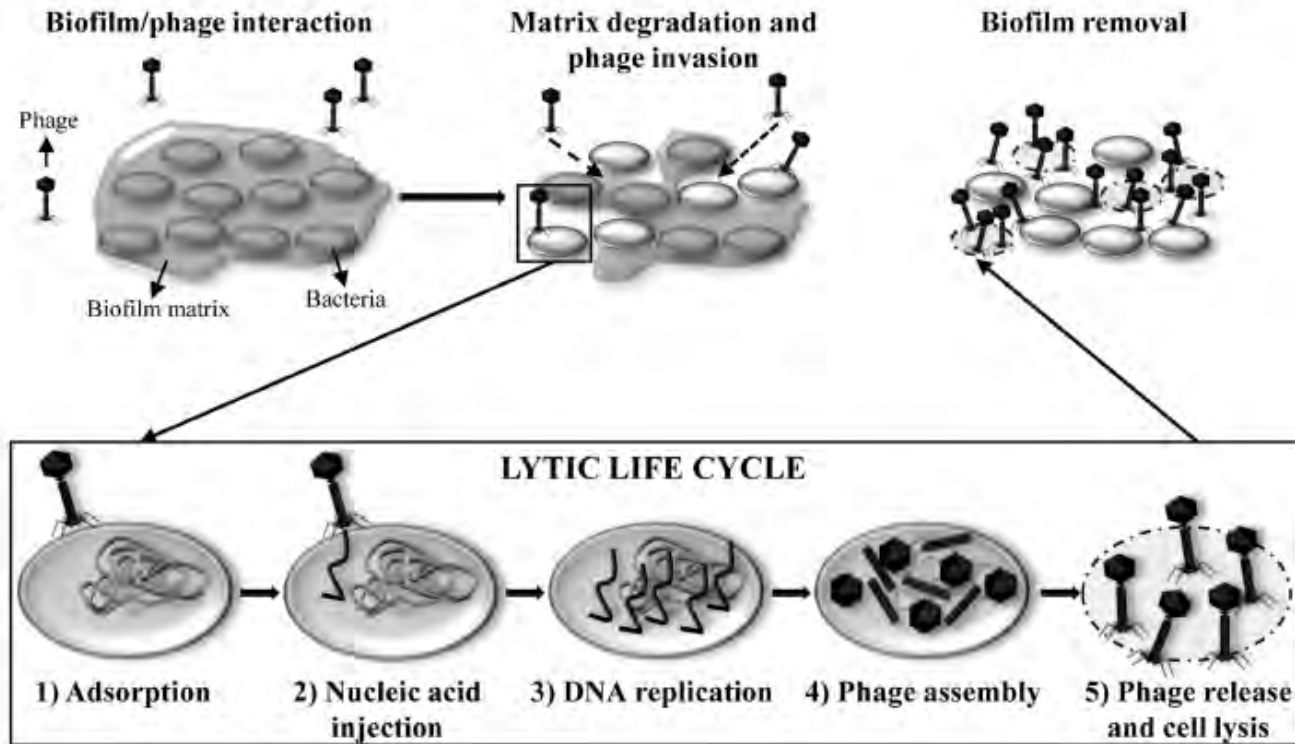 Biofilm/phage interaction
Matrix degradation and
phage invasion
Biofilm removal
Phage
Biofilm matrix
Bacteria
LYTIC LIFE CYCLE
1) Adsorption
2) Nucleic acid
injection
3) DNA replication
4) Phage assembly
5) Phage release
and cell lysis